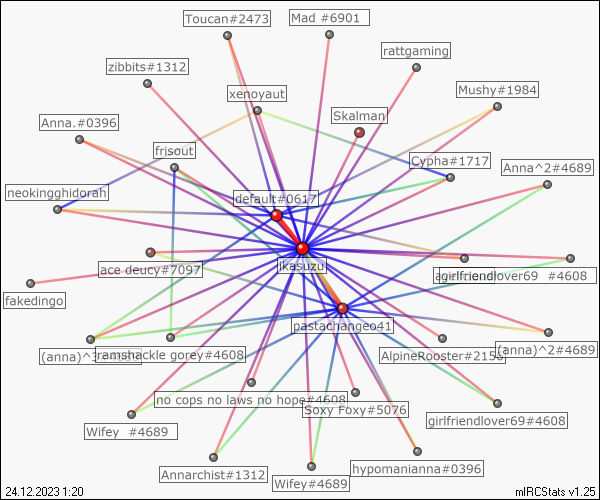 Toucan#2473
Mad #6901
rattgaming
zibbits#1312
xenoyaut
Mushy#1984
Skalman
Anna.#0396
frisout
Cypha#1717
Anna^2#4689
neokingghidorah
default#0617
jkasuzu
ace deucy#7097
girlfriendlover69 #4608
fakedingo
pastachangeo41
(anna)^3
ramshackle gorey#4608
AlpineRooster#2150
(anna)^2#4689
no cops no laws no hope#4608
Soxy Foxy#5076
girlfriendlover69#4608
Wifey #4689
Annarchist#1312
Wifey#4689
hypomanianna#0396
24.12.2023 1:20
mIRCStats v1.25